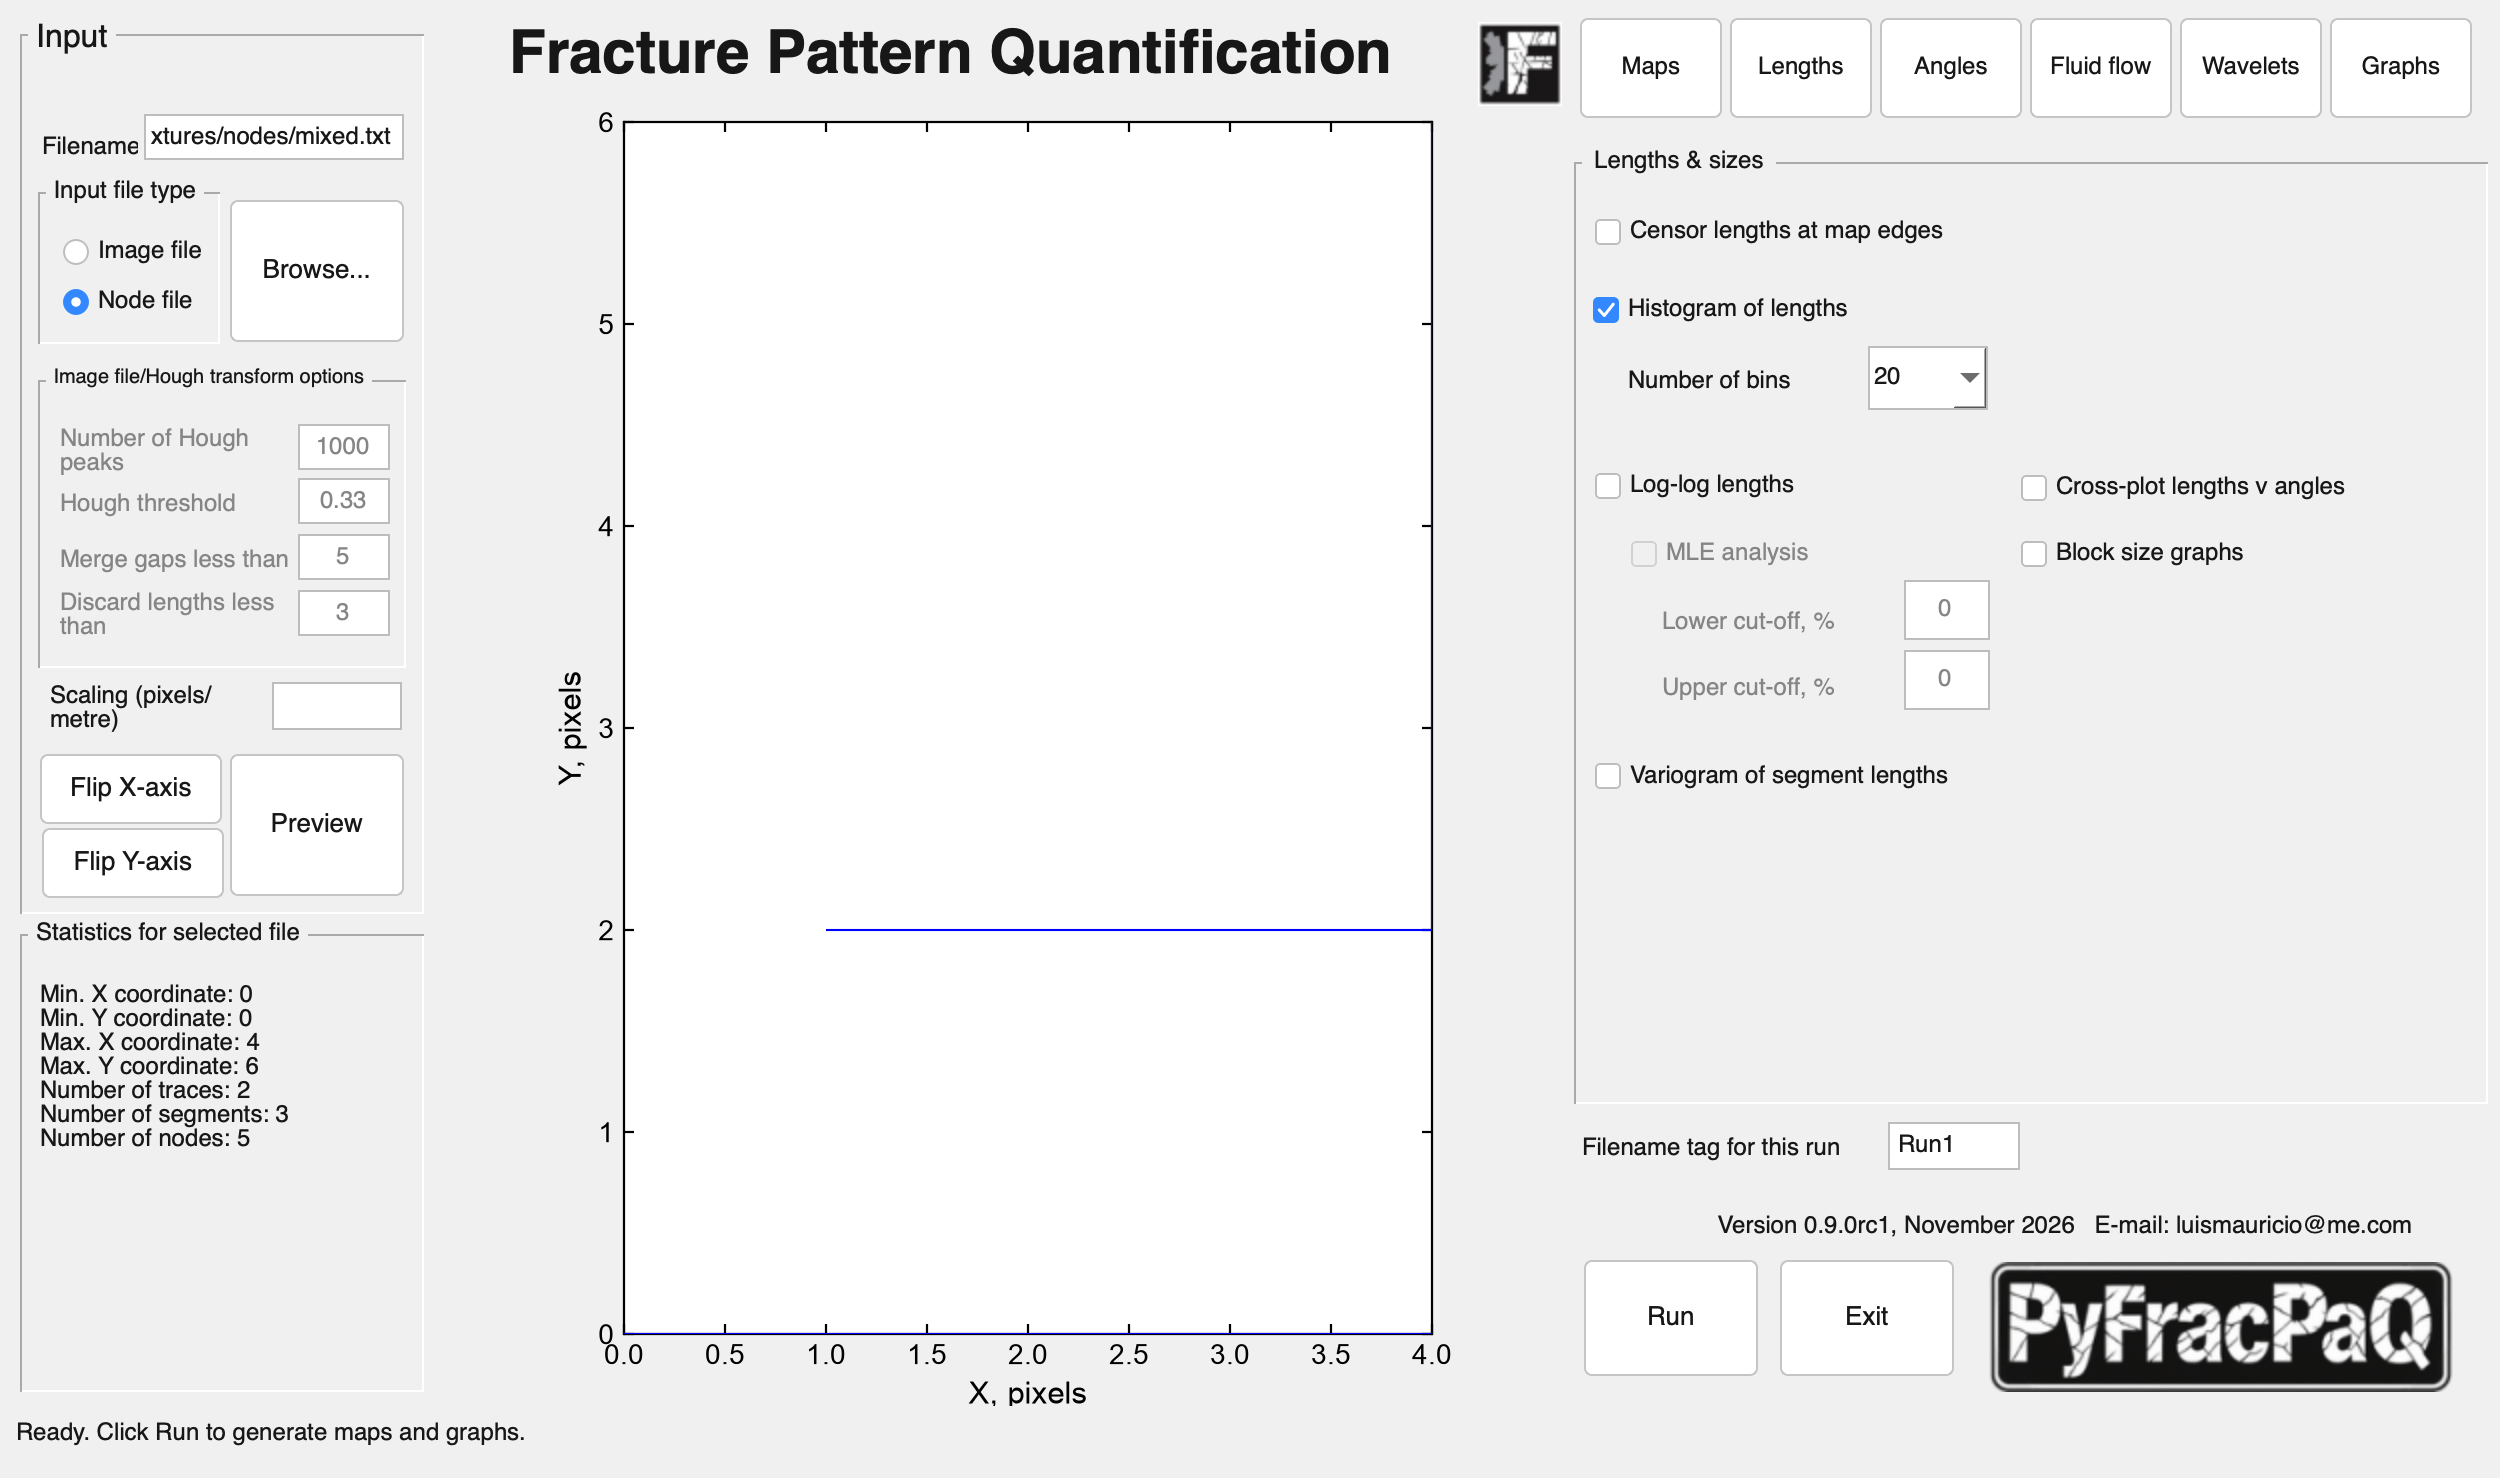 Input
Filename
xtures/nodes/mixed.txt
Input file type
Image file
Node file
Browse...
Image file/Hough transform options
Number of Hough
peaks
1000
Hough threshold
0.33
Merge gaps less than
5
Discard lengths less
than
3
Scaling (pixels/
metre)
Flip X-axis
Flip Y-axis
Preview
Statistics for selected file
Min. X coordinate: 0
Min. Y coordinate: 0
Max. X coordinate: 4
Max. Y coordinate: 6
Number of traces: 2
Number of segments: 3
Number of nodes: 5
Ready. Click Run to generate maps and graphs.
Fracture Pattern Quantification
6
5
4
3
2
1
0
Y, pixels
0.0 0.5 1.0 1.5 2.0 2.5 3.0 3.5 4.0
X, pixels
F
Maps
Lengths
Angles
Fluid flow
Wavelets
Graphs
Lengths & sizes
Censor lengths at map edges
Histogram of lengths
Number of bins
20
Log-log lengths
Cross-plot lengths v angles
MLE analysis
Block size graphs
Lower cut-off, %
0
Upper cut-off, %
0
Variogram of segment lengths
Filename tag for this run
Run1
Version 0.9.0rc1, November 2026 E-mail: luismauricio@me.com
Run
Exit
PyFracPaQ